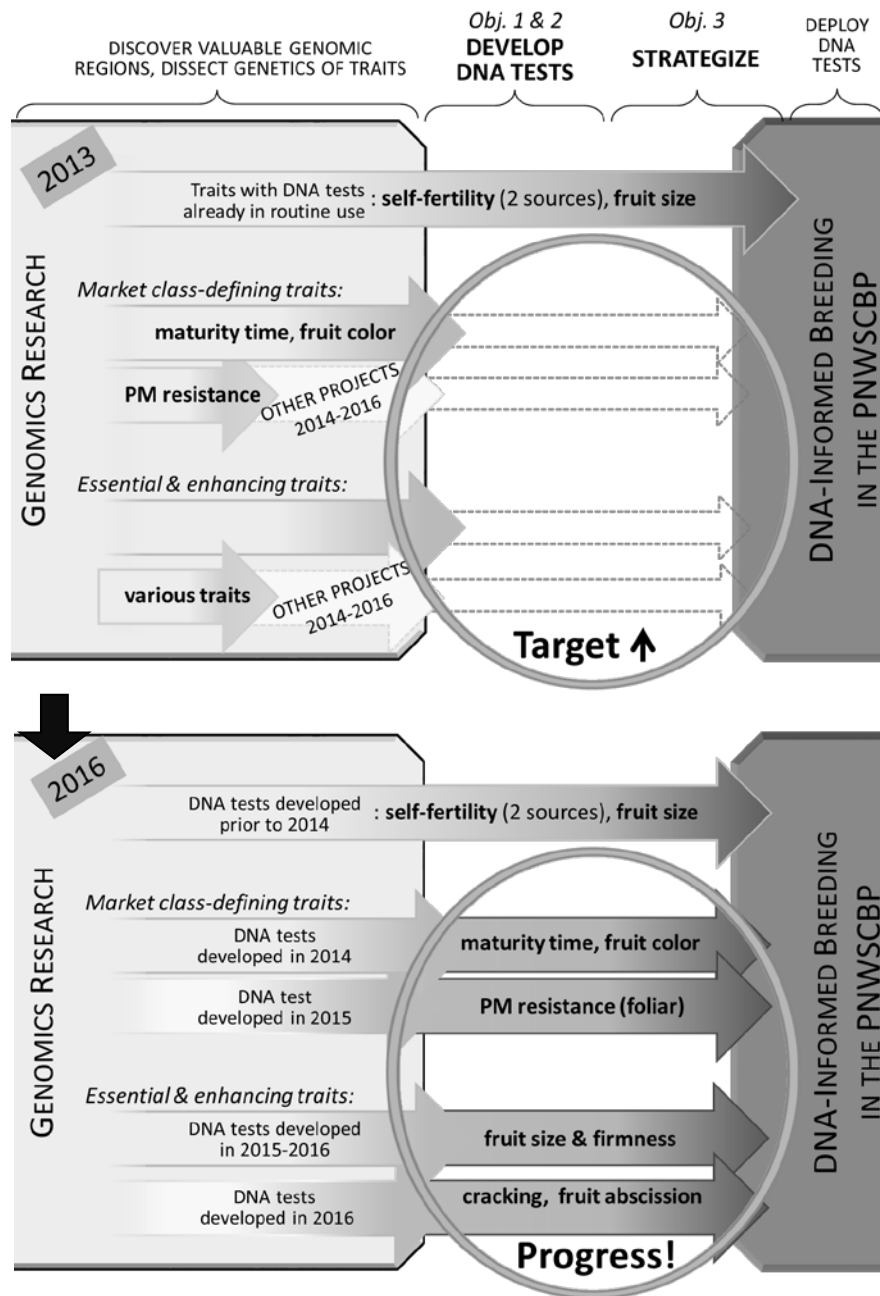 Obj. 1 & 2
Obj. 3
DEPLOY
DNA
TESTS
DISCOVER VALUABLE GENOMIC
REGIONS, DISSECT GENETICS OF TRAITS
DEVELOP
DNA TESTS
STRATEGIZE
2013
GENOMICS RESEARCH
Traits with DNA tests
already in routine use : self-fertility (2 sources), fruit size
Market class-defining traits:
maturity time, fruit color
PM resistance
OTHER PROJECTS
2014-2016
Essential & enhancing traits:
various traits
OTHER PROJECTS
2014-2016
Target ↑
DNA-INFORMED BREEDING
IN THE PNWSCBP
2016
GENOMICS RESEARCH
DNA tests developed
prior to 2014 : self-fertility (2 sources), fruit size
Market class-defining traits:
DNA tests
developed in 2014
maturity time, fruit color
DNA test
developed in 2015
PM resistance (foliar)
Essential & enhancing traits:
DNA tests developed
in 2015-2016
fruit size & firmness
DNA tests
developed in 2016
cracking, fruit abscission
Progress!
DNA-INFORMED BREEDING
IN THE PNWSCBP